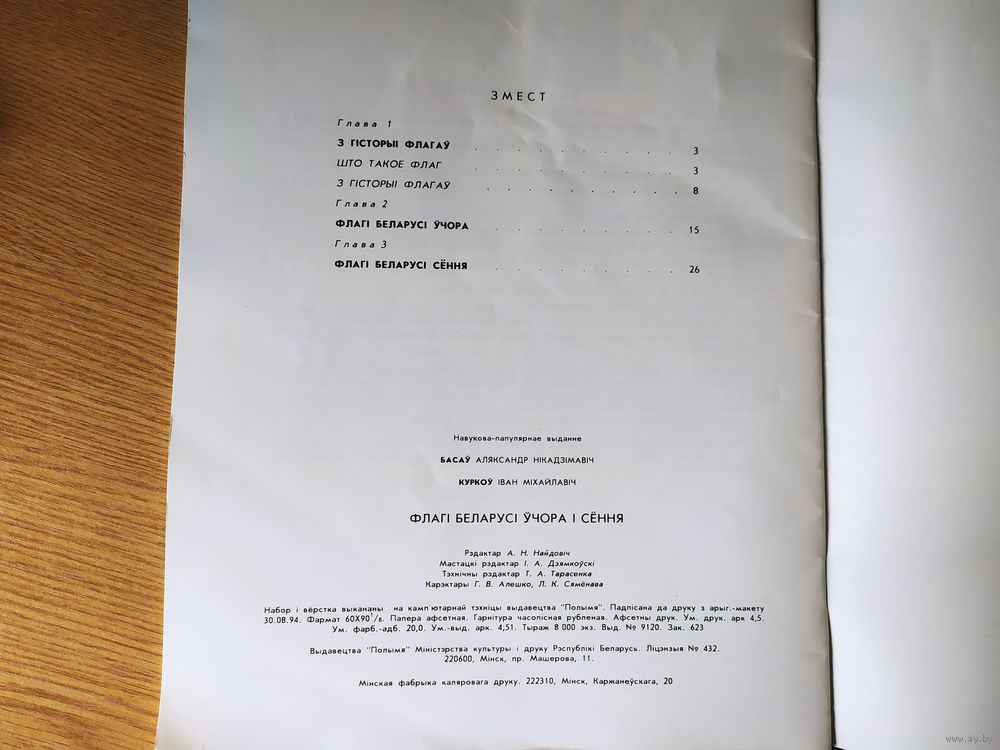 ЗМЕСТ
Глава 1
З ГІСТОРЫІ ФЛАГАЎ . . . . . . . . . . . 3
ШТО ТАКОЕ ФЛАГ . . . . . . . . . . . 3
З ГІСТОРЫІ ФЛАГАЎ . . . . . . . . . . 8
Глава 2
ФЛАГІ БЕЛАРУСІ ЎЧОРА . . . . . . . . . 15
Глава 3
ФЛАГІ БЕЛАРУСІ СЁННЯ . . . . . . . . . 26
Навукова-папулярнае выданне
БАСАЎ АЛЯКСАНДР НІКАДЗІМАВІЧ
КУРКОЎ ІВАН МІХАЙЛАВІЧ
ФЛАГІ БЕЛАРУСІ ЎЧОРА І СЁННЯ
Рэдактар А. Н. Найдовіч
Мастацкі рэдактар І. А. Дзямкоўскі
Тэхнічны рэдактар Т. А. Тарасенка
Карэктары Г. В. Алешко, Л. К. Сямёнава
Набор і вёрстка выкананы на камп'ютарнай тэхніцы выдавецтва "Полымя". Падпісана да друку з арыг.-макету
30.08.94. Фармат 60Х90¹/₈. Папера афсетная. Гарнітура часопісная рубленая. Афсетны друк. Ум. друк. арк 4,5.
Ум. фарб.-адб. 20,0. Ум.-выд. арк. 4,51. Тыраж 8 000 экз. Выд. № 9120. Зак. 623
Выдавецтва "Полымя" Міністэрства культуры і друку Рэспублікі Беларусь. Ліцэнзыя № 432.
220600, Мінск, пр. Машерова, 11.
Мінская фабрыка каляровага друку. 222310, Мінск, Каржанеўскага, 20
www.ay.by